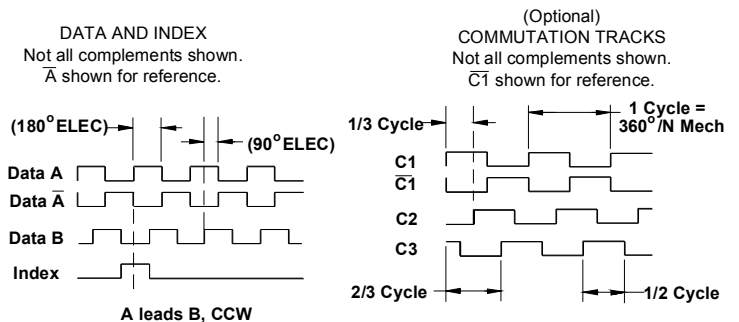 DATA AND INDEX
Not all complements shown.
A̅ shown for reference.
(180°ELEC)
(90°ELEC)
Data A
Data A̅
Data B
Index
A leads B, CCW
(Optional)
COMMUTATION TRACKS
Not all complements shown.
C̅1̅ shown for reference.
1/3 Cycle
1 Cycle =
360°/N Mech
C1
C̅1̅
C2
C3
2/3 Cycle
1/2 Cycle